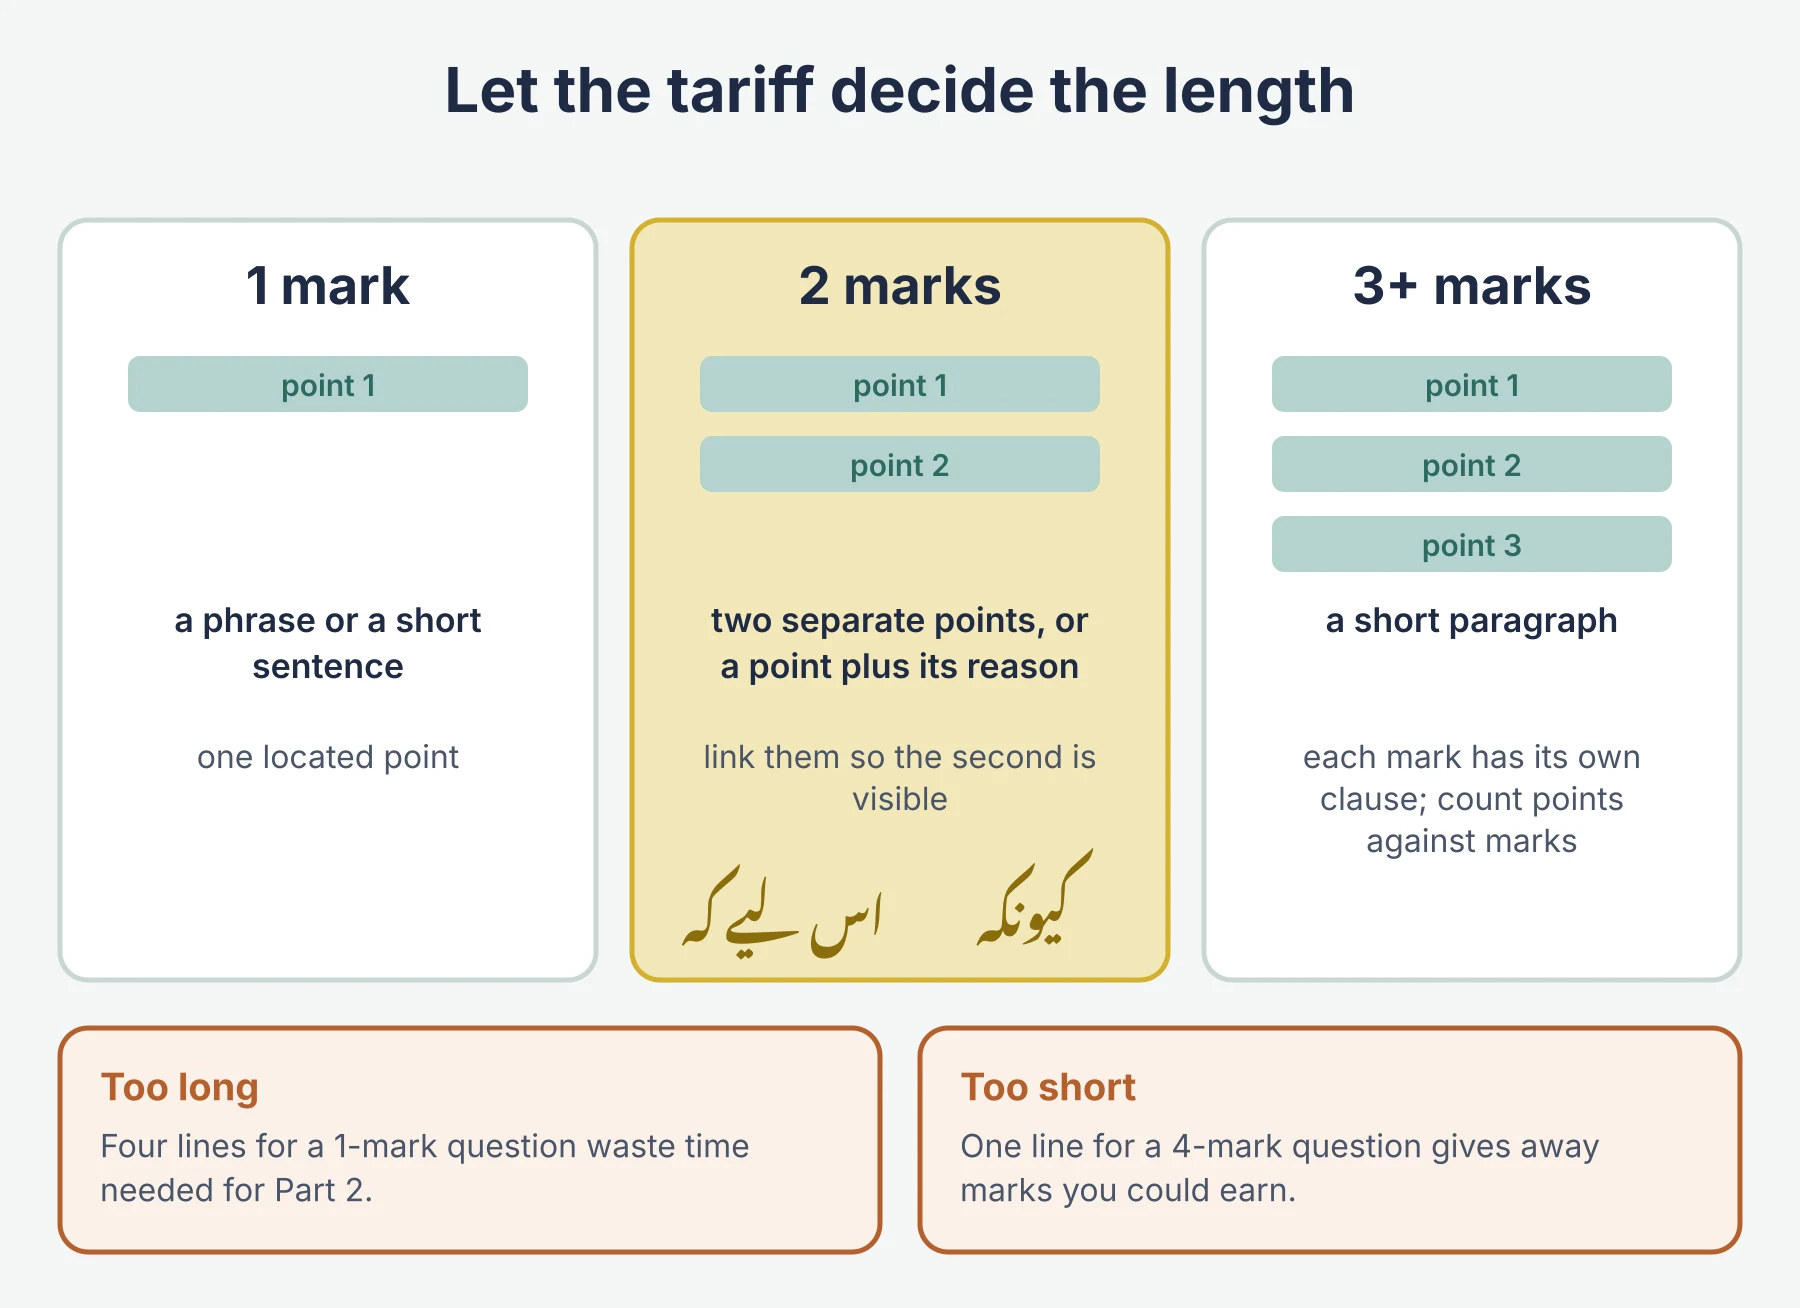 Let the tariff decide the length
1 mark
point 1
a phrase or a short
sentence
one located point
2 marks
point 1
point 2
two separate points, or
a point plus its reason
link them so the second is
visible
کیونکہ اس لیے کہ
3+ marks
point 1
point 2
point 3
a short paragraph
each mark has its own
clause; count points
against marks
Too long
Four lines for a 1-mark question waste time
needed for Part 2.
Too short
One line for a 4-mark question gives away
marks you could earn.